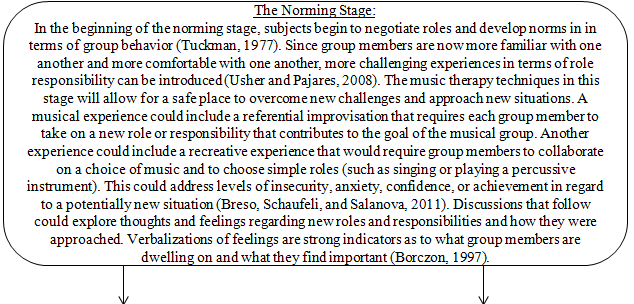 The Norming Stage:
In the beginning of the norming stage, subjects begin to negotiate roles and develop norms in in
terms of group behavior (Tuckman, 1977). Since group members are now more familiar with one
another and more comfortable with one another, more challenging experiences in terms of role
responsibility can be introduced (Usher and Pajares, 2008). The music therapy techniques in this
stage will allow for a safe place to overcome new challenges and approach new situations. A
musical experience could include a referential improvisation that requires each group member to
take on a new role or responsibility that contributes to the goal of the musical group. Another
experience could include a recreative experience that would require group members to collaborate
on a choice of music and to choose simple roles (such as singing or playing a percussive
instrument). This could address levels of insecurity, anxiety, confidence, or achievement in regard
to a potentially new situation (Breso, Schaufeli, and Salanova, 2011). Discussions that follow
could explore thoughts and feelings regarding new roles and responsibilities and how they were
approached. Verbalizations of feelings are strong indicators as to what group members are
dwelling on and what they find important (Borczon, 1997).